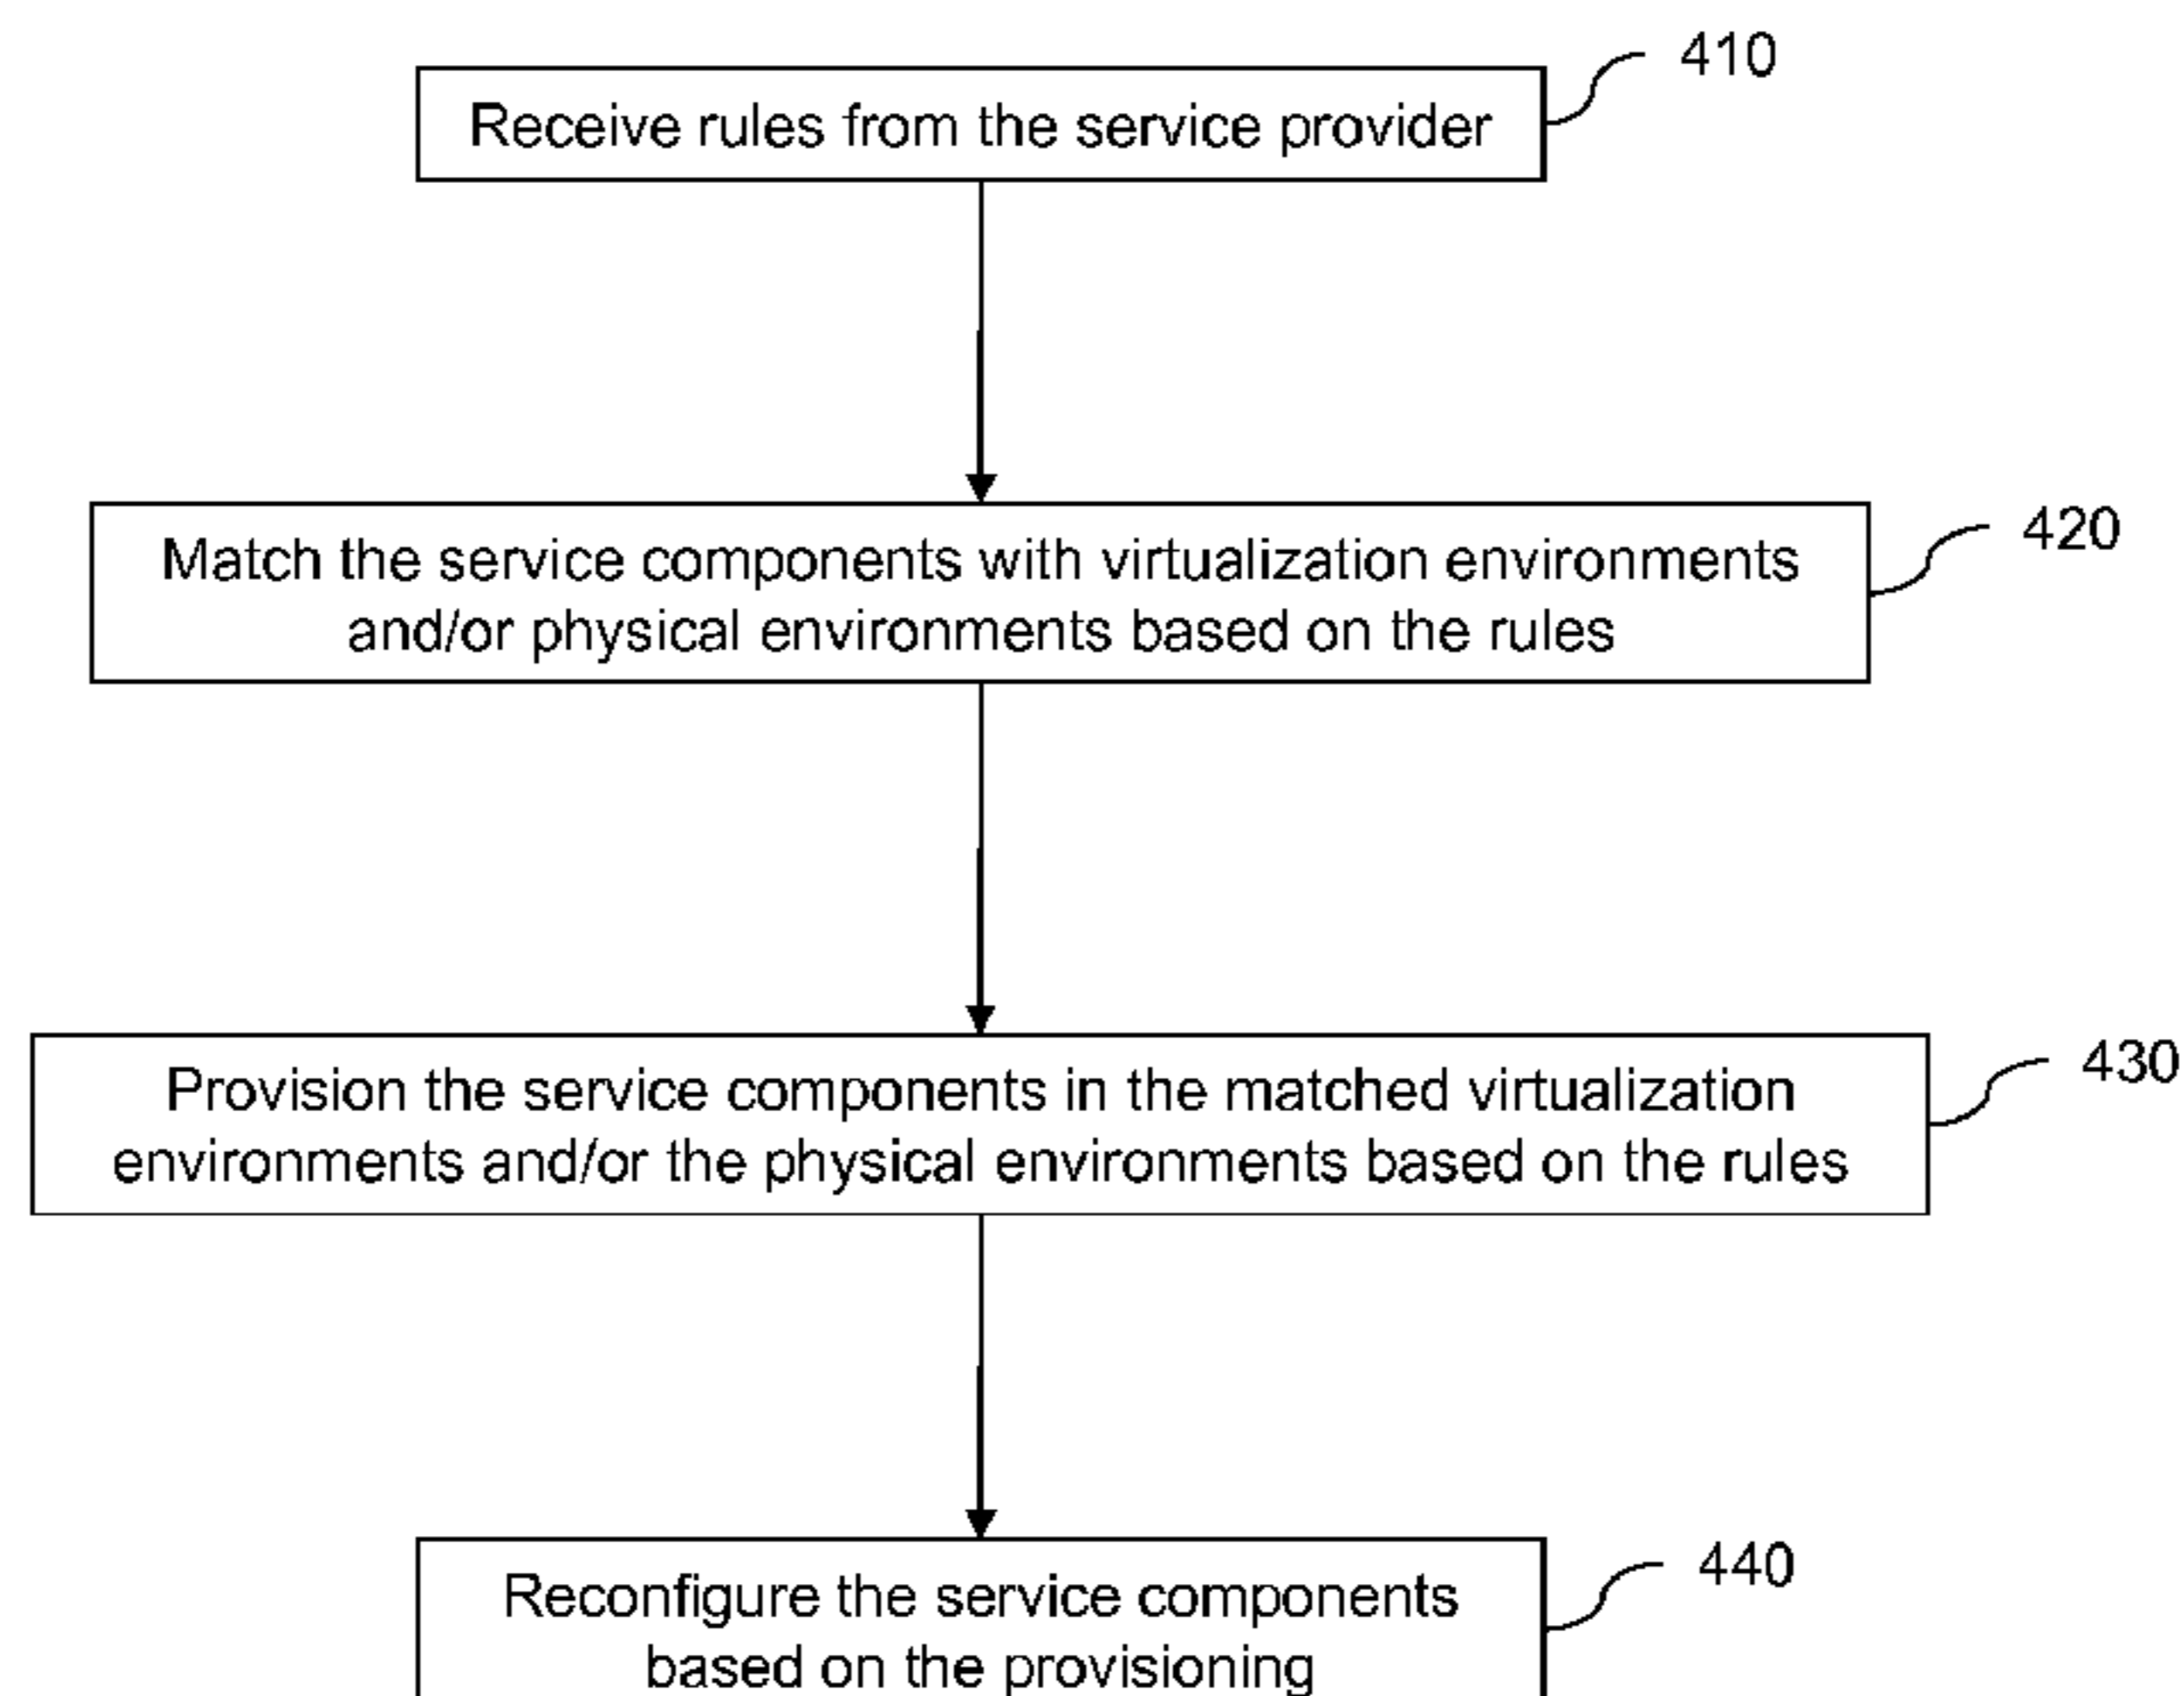 410
Receive rules from the service provider
420
Match the service components with virtualization environments
and/or physical environments based on the rules
430
Provision the service components in the matched virtualization
environments and/or the physical environments based on the rules
440
Reconfigure the service components
based on the provisioning